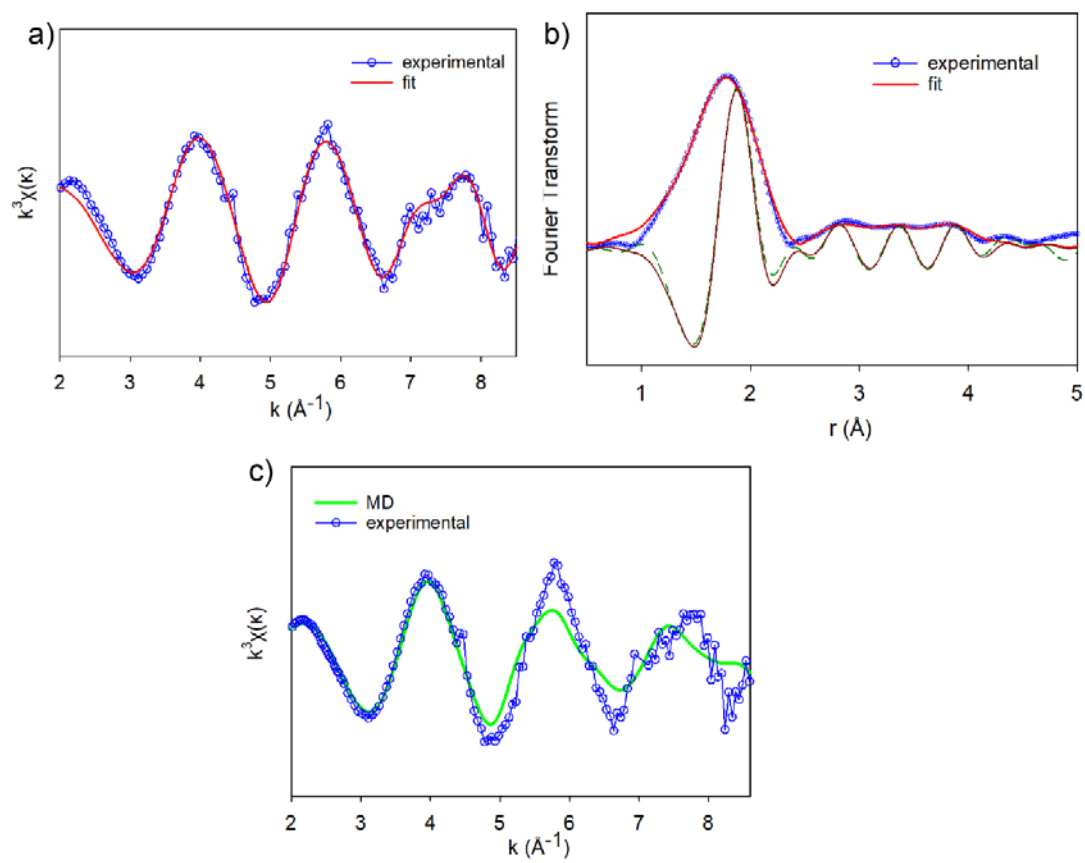 a)
experimental
fit
k³χ(κ)
2 3 4 5 6 7 8
k (Å⁻¹)
b)
experimental
fit
Fourier Transform
1 2 3 4 5
r (Å)
c)
MD
experimental
k³χ(κ)
2 3 4 5 6 7 8
k (Å⁻¹)